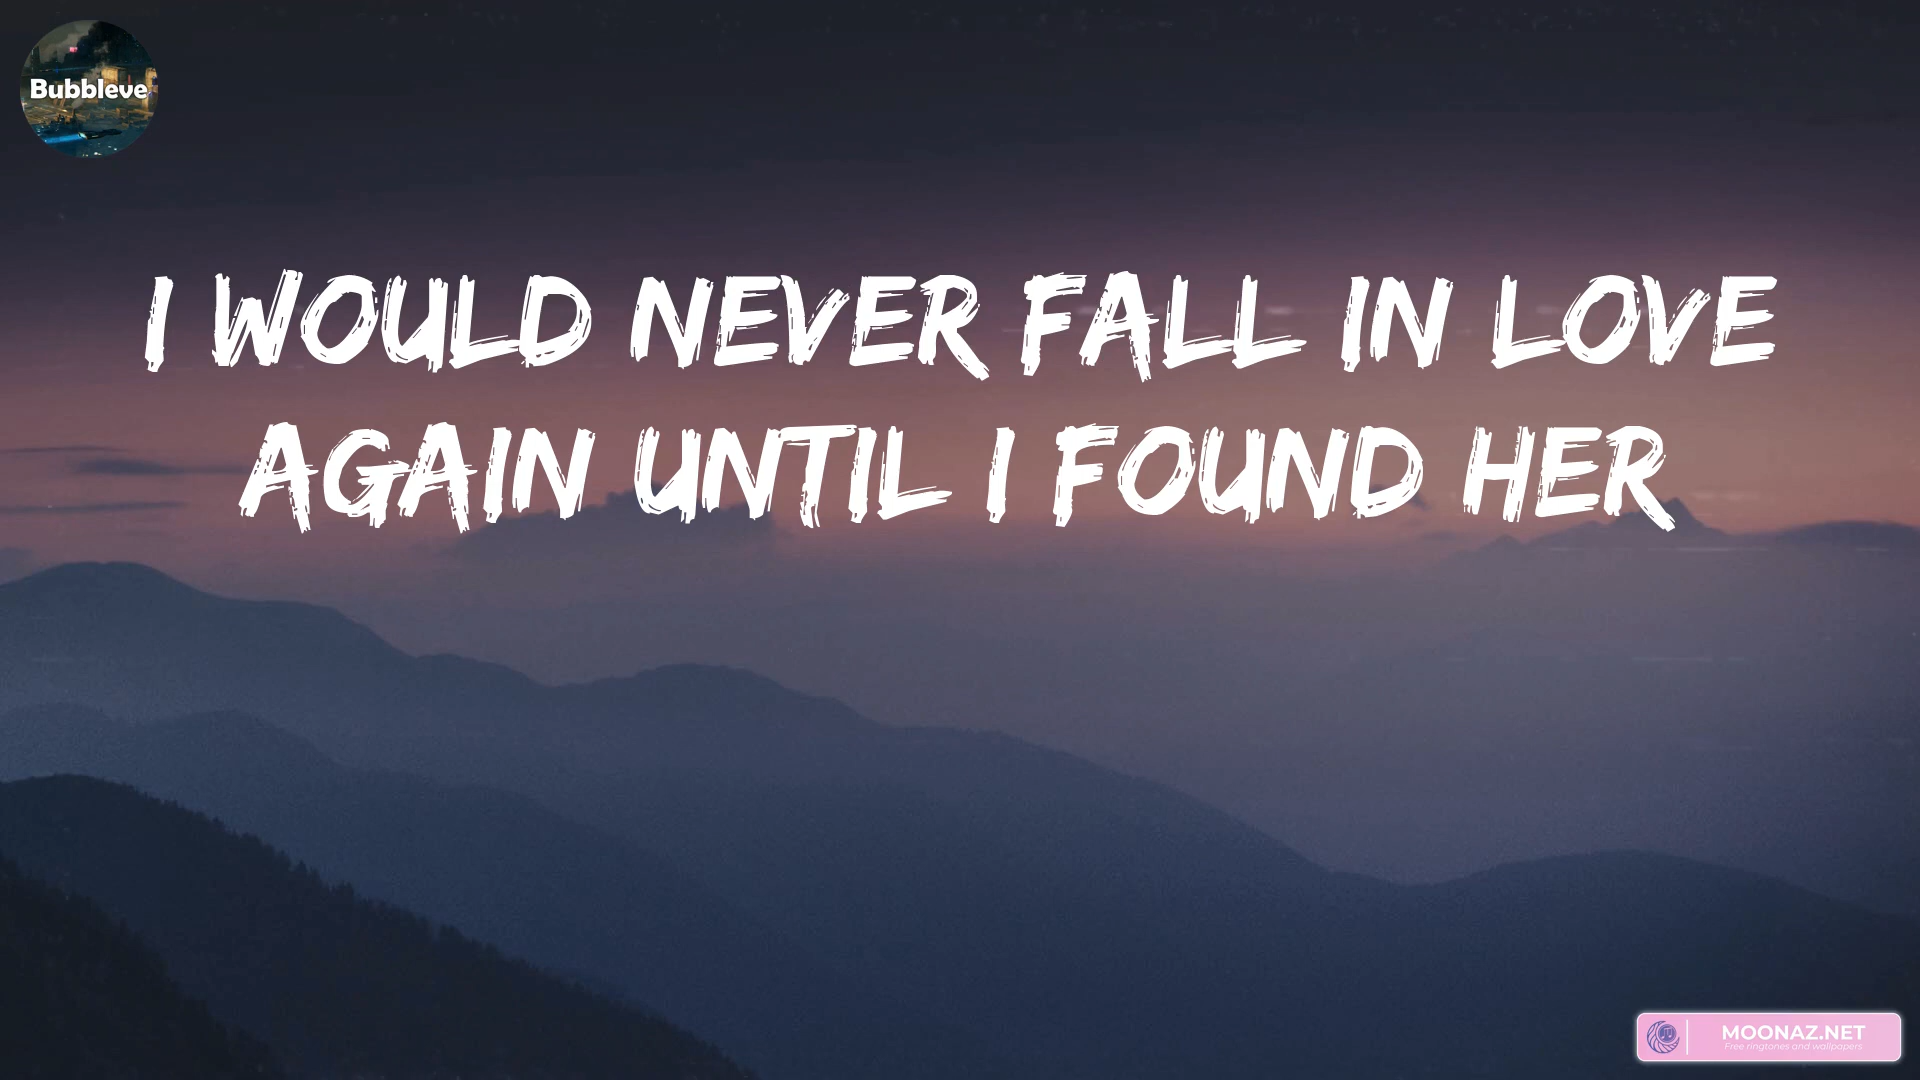 Bubbleve
I WOULD NEVER FALL IN LOVE
AGAIN UNTIL I FOUND HER
MOONAZ.NET
Free ringtones and wallpapers